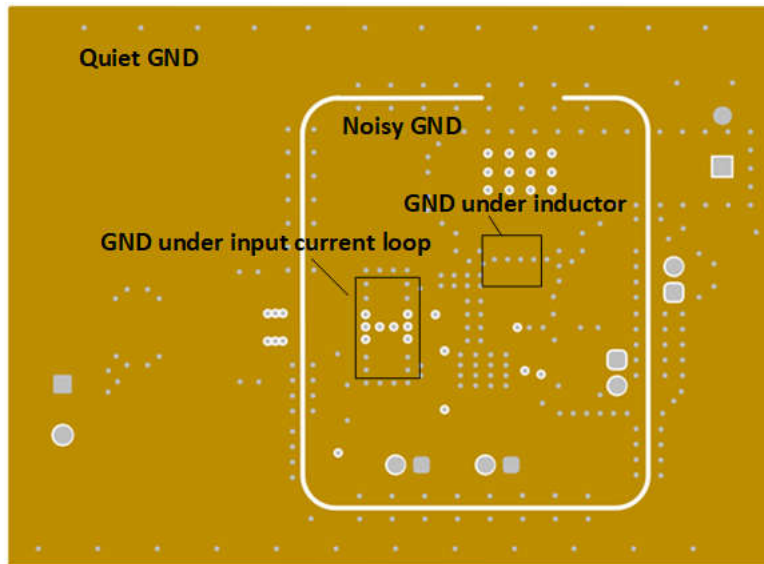 Quiet GND
Noisy GND
GND under inductor
GND under input current loop